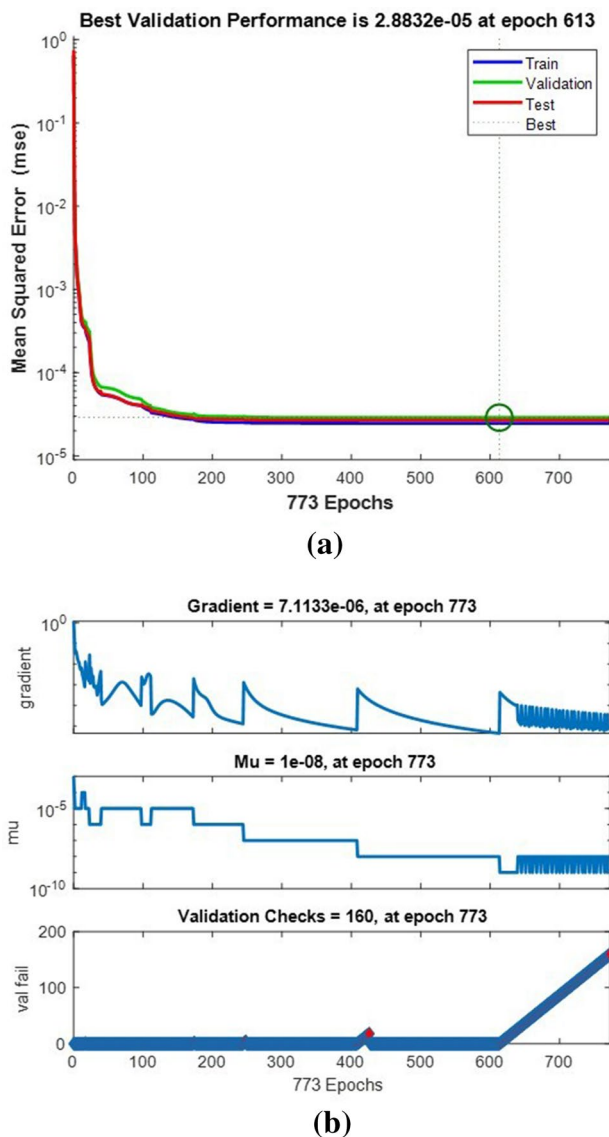 Best Validation Performance is 2.8832e-05 at epoch 613
Mean Squared Error (mse)
10^0
10^-1
10^-2
10^-3
10^-4
10^-5
Train
Validation
Test
Best
0 100 200 300 400 500 600 700
773 Epochs
(a)
Gradient = 7.1133e-06, at epoch 773
gradient
10^0
Mu = 1e-08, at epoch 773
mu
10^-5
10^-10
Validation Checks = 160, at epoch 773
val fail
200
100
0
0 100 200 300 400 500 600 700
773 Epochs
(b)